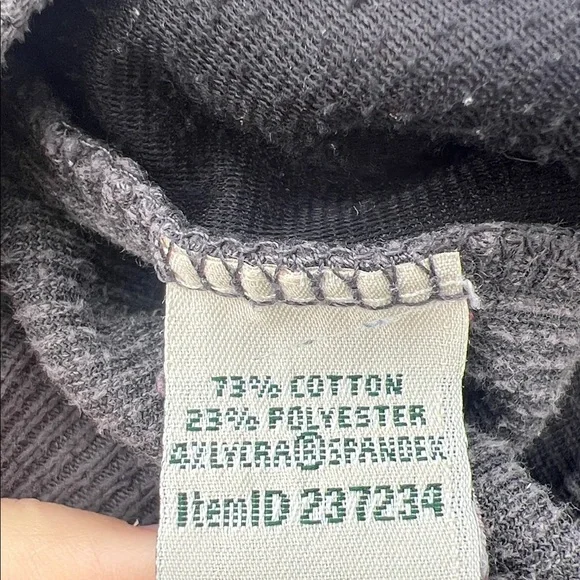 73% COTTON
23% POLYESTER
4% LYCRA® SPANDEX
ItemID 237234